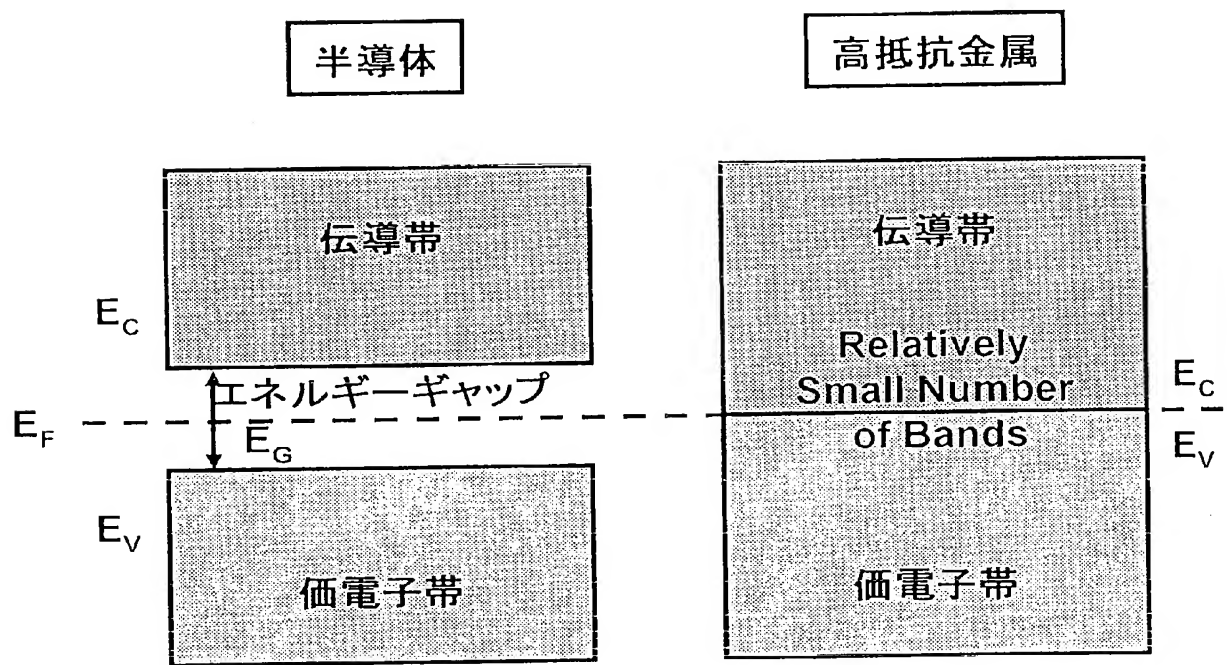 半導体
高抵抗金属
伝導帯
E_C
エネルギーギャップ
E_F
E_G
E_V
価電子帯
伝導帯
Relatively
Small Number
of Bands
E_C
E_V
価電子帯